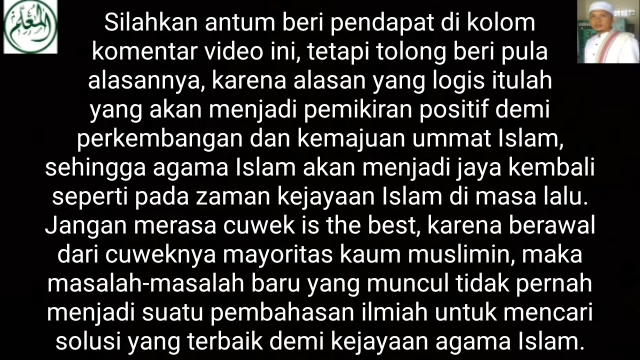 Silahkan antum beri pendapat di kolom
komentar video ini, tetapi tolong beri pula
alasannya, karena alasan yang logis itulah
yang akan menjadi pemikiran positif demi
perkembangan dan kemajuan ummat Islam,
sehingga agama Islam akan menjadi jaya kembali
seperti pada zaman kejayaan Islam di masa lalu.
Jangan merasa cuwek is the best, karena berawal
dari cuweknya mayoritas kaum muslimin, maka
masalah-masalah baru yang muncul tidak pernah
menjadi suatu pembahasan ilmiah untuk mencari
solusi yang terbaik demi kejayaan agama Islam.